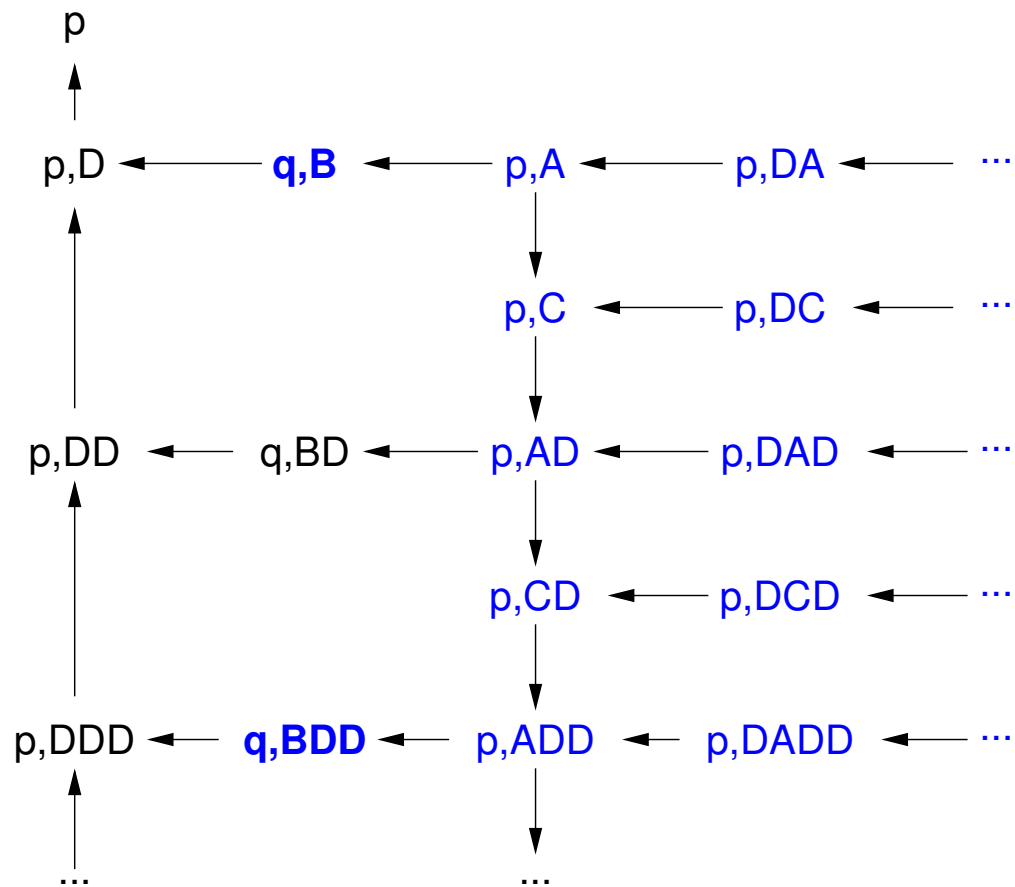 p
p,D q,B p,A p,DA ...
p,C p,DC ...
p,DD q,BD p,AD p,DAD ...
p,CD p,DCD ...
p,DDD q,BDD p,ADD p,DADD ...
... ...